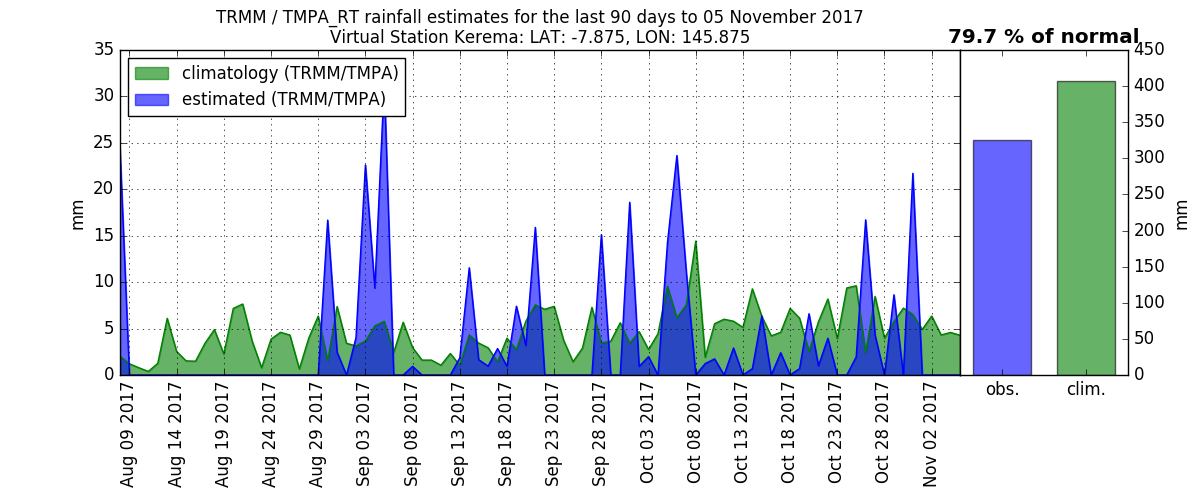 TRMM / TMPA_RT rainfall estimates for the last 90 days to 05 November 2017
Virtual Station Kerema: LAT: -7.875, LON: 145.875
79.7 % of normal
climatology (TRMM/TMPA)
estimated (TRMM/TMPA)
35
30
25
20
15
10
5
0
mm
Aug 09 2017
Aug 14 2017
Aug 19 2017
Aug 24 2017
Aug 29 2017
Sep 03 2017
Sep 08 2017
Sep 13 2017
Sep 18 2017
Sep 23 2017
Sep 28 2017
Oct 03 2017
Oct 08 2017
Oct 13 2017
Oct 18 2017
Oct 23 2017
Oct 28 2017
Nov 02 2017
obs.
clim.
450
400
350
300
250
200
150
100
50
0
mm